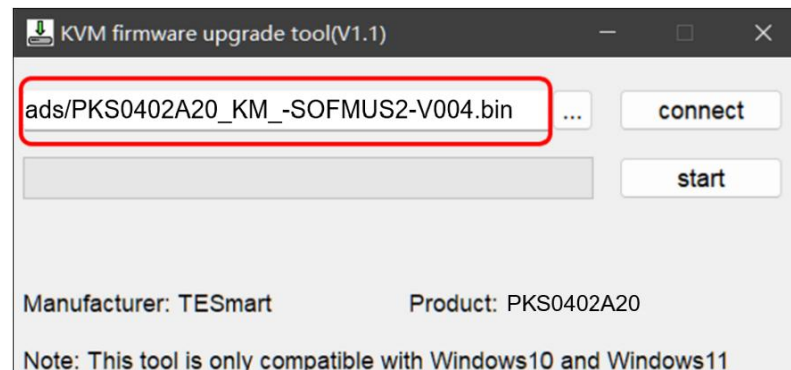 KVM firmware upgrade tool(V1.1)
ads/PKS0402A20_KM_-SOFMUS2-V004.bin ... connect
start
Manufacturer: TESmart Product: PKS0402A20
Note: This tool is only compatible with Windows10 and Windows11